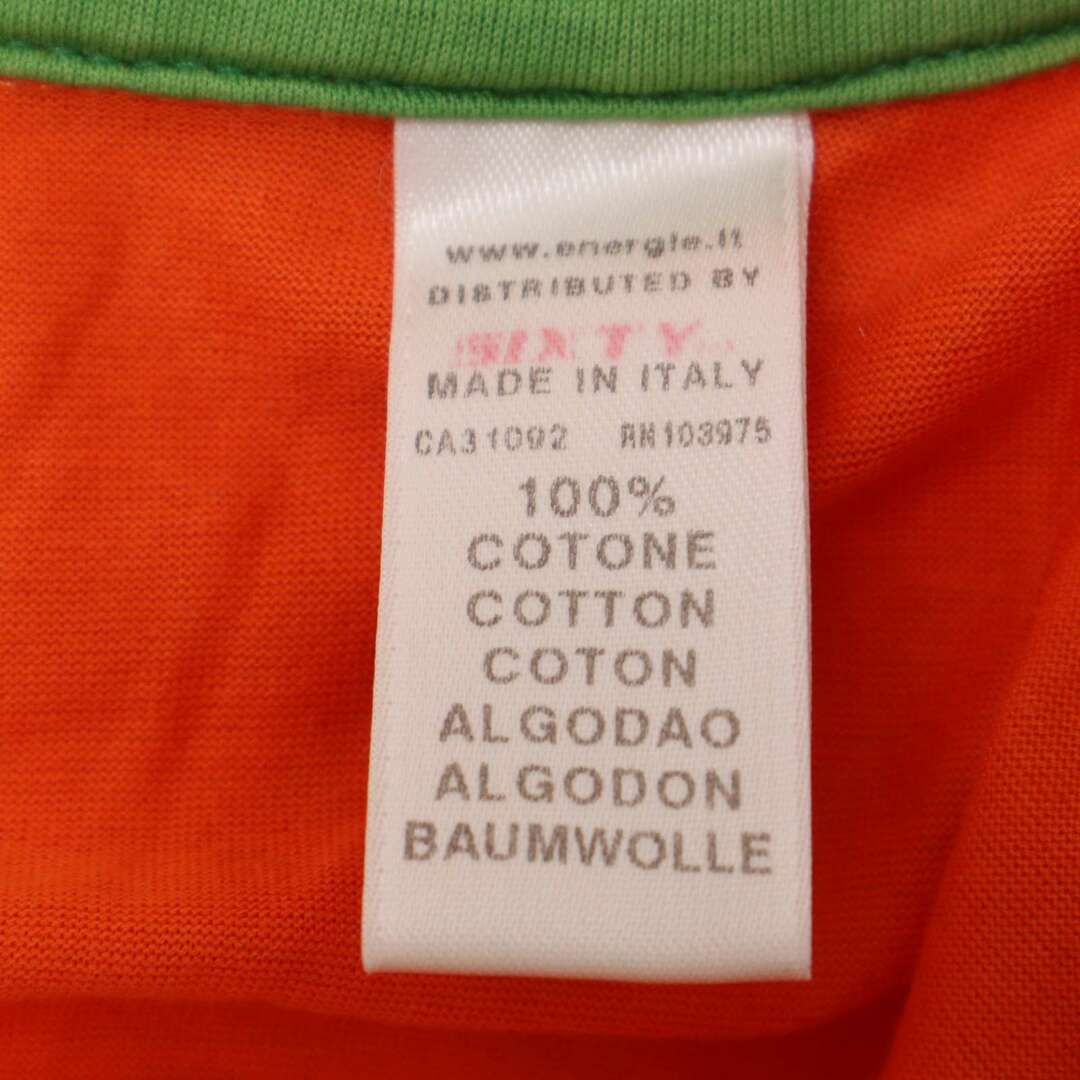 www.energie.it
DISTRIBUTED BY
SIXTY
MADE IN ITALY
CA31092 RN103975
100%
COTONE
COTTON
COTON
ALGODAO
ALGODON
BAUMWOLLE